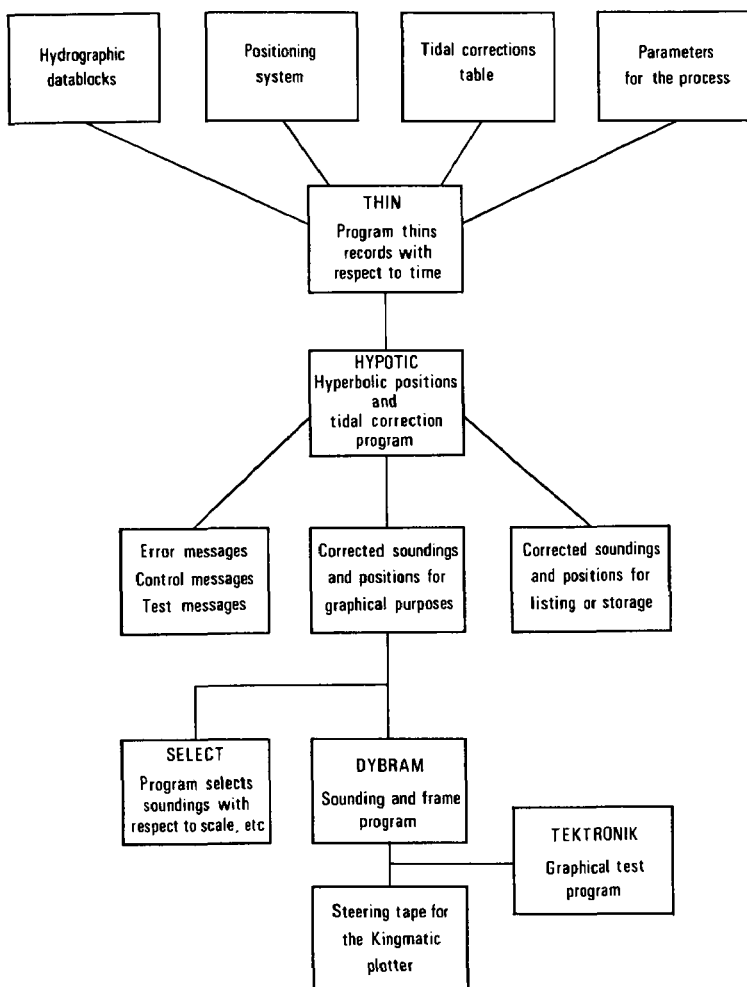 Hydrographic
datablocks
Positioning
system
Tidal corrections
table
Parameters
for the process
THIN
Program thins
records with
respect to time
HYPOTIC
Hyperbolic positions
and
tidal correction
program
Error messages
Control messages
Test messages
Corrected soundings
and positions for
graphical purposes
Corrected soundings
and positions for
listing or storage
SELECT
Program selects
soundings with
respect to scale, etc
DYBRAM
Sounding and frame
program
TEKTRONIK
Graphical test
program
Steering tape for
the Kingmatic
plotter